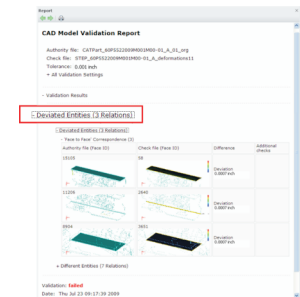 Report
CAD Model Validation Report
Authority file: CATPart_60PS522009M001M00-01_A_01_org
Check file: STEP_60PS522009M001M00-01_A_deformations11
Tolerance: 0.001 inch
+ All Validation Settings
- Validation Results
- Deviated Entities (3 Relations)
- Deviated Entities (3 Relations)
- Face to Face Correspondence (3)
Authority file (Face ID) Check file (Face ID) Difference Additional checks
Deviation
Deviation
Deviation
+ Different Entities (7 Relations)
Validation: failed
Date: Thu Jul 23 09:17:39 2009